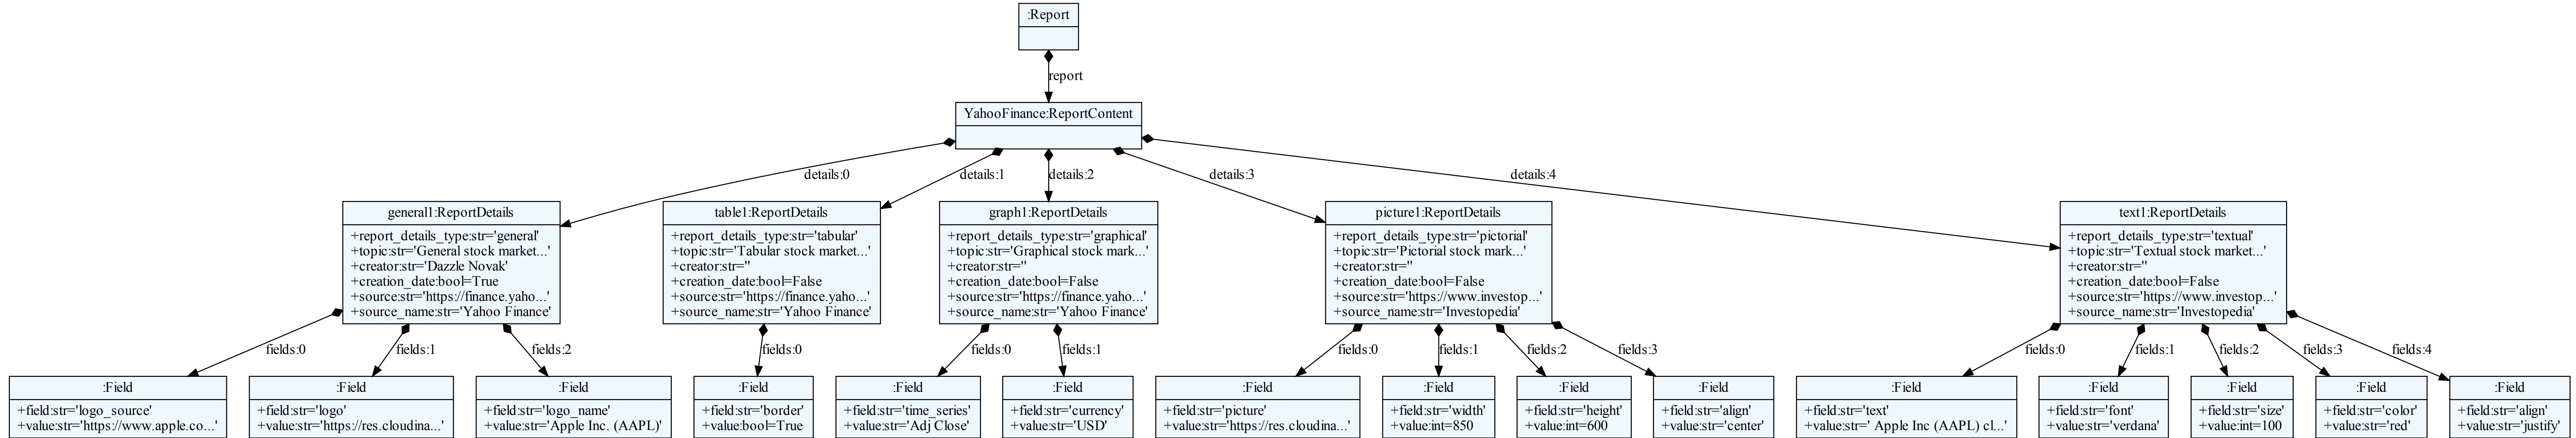 :Report
report
YahooFinance:ReportContent
details:0
details:1
details:2
details:3
details:4
general1:ReportDetails
+report_details_type:str='general'
+topic:str='General stock market...'
+creator:str='Dazzle Novak'
+creation_date:bool=True
+source:str='https://finance.yaho...'
+source_name:str='Yahoo Finance'
table1:ReportDetails
+report_details_type:str='tabular'
+topic:str='Tabular stock market...'
+creator:str=''
+creation_date:bool=False
+source:str='https://finance.yaho...'
+source_name:str='Yahoo Finance'
graph1:ReportDetails
+report_details_type:str='graphical'
+topic:str='Graphical stock mark...'
+creator:str=''
+creation_date:bool=False
+source:str='https://finance.yaho...'
+source_name:str='Yahoo Finance'
picture1:ReportDetails
+report_details_type:str='pictorial'
+topic:str='Pictorial stock mark...'
+creator:str=''
+creation_date:bool=False
+source:str='https://www.investop...'
+source_name:str='Investopedia'
text1:ReportDetails
+report_details_type:str='textual'
+topic:str='Textual stock market...'
+creator:str=''
+creation_date:bool=False
+source:str='https://www.investop...'
+source_name:str='Investopedia'
fields:0
fields:1
fields:2
fields:0
fields:0
fields:1
fields:0
fields:1
fields:2
fields:3
fields:0
fields:1
fields:2
fields:3
fields:4
:Field
+field:str='logo_source'
+value:str='https://www.apple.co...'
:Field
+field:str='logo'
+value:str='https://res.cloudina...'
:Field
+field:str='logo_name'
+value:str='Apple Inc. (AAPL)'
:Field
+field:str='border'
+value:bool=True
:Field
+field:str='time_series'
+value:str='Adj Close'
:Field
+field:str='currency'
+value:str='USD'
:Field
+field:str='picture'
+value:str='https://res.cloudina...'
:Field
+field:str='width'
+value:int=850
:Field
+field:str='height'
+value:int=600
:Field
+field:str='align'
+value:str='center'
:Field
+field:str='text'
+value:str=' Apple Inc (AAPL) cl...'
:Field
+field:str='font'
+value:str='verdana'
:Field
+field:str='size'
+value:int=100
:Field
+field:str='color'
+value:str='red'
:Field
+field:str='align'
+value:str='justify'